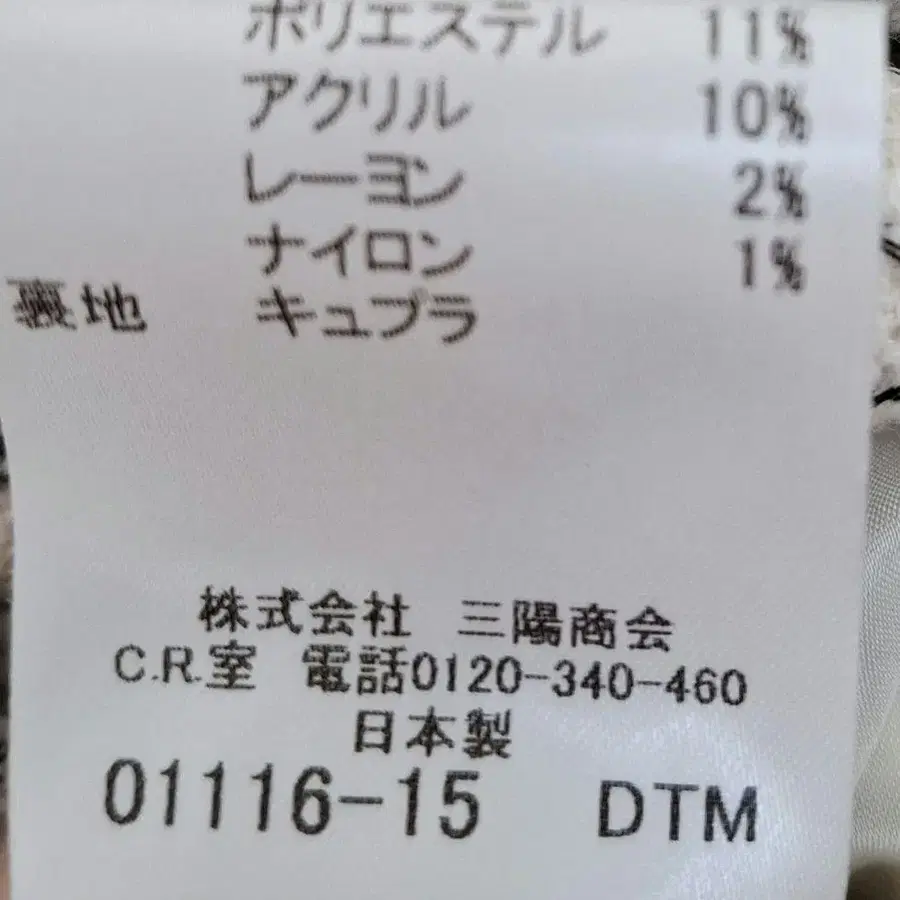 ポリエステル 11%
アクリル 10%
レーヨン 2%
ナイロン 1%
裏地 キュプラ
株式会社 三陽商会
C.R.室 電話0120-340-460
日本製
01116-15 DTM